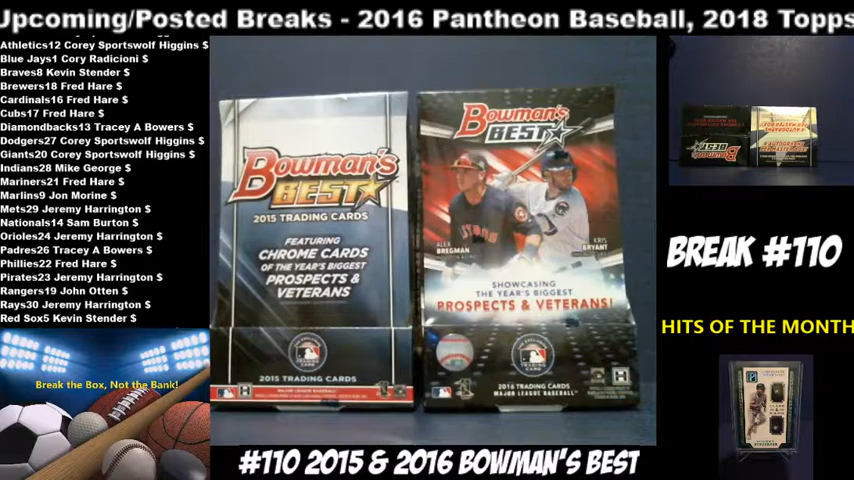 Upcoming/Posted Breaks - 2016 Pantheon Baseball, 2018 Topps
Athletics12 Corey Sportswolf Higgins $
Blue Jays1 Cory Radicioni $
Braves8 Kevin Stender $
Brewers18 Fred Hare $
Cardinals16 Fred Hare $
Cubs17 Fred Hare $
Diamondbacks13 Tracey A Bowers $
Dodgers27 Corey Sportswolf Higgins $
Giants20 Corey Sportswolf Higgins $
Indians28 Mike George $
Mariners21 Fred Hare $
Marlins9 Jon Morine $
Mets29 Jeremy Harrington $
Nationals14 Sam Burton $
Orioles24 Jeremy Harrington $
Padres26 Tracey A Bowers $
Phillies22 Fred Hare $
Pirates23 Jeremy Harrington $
Rangers19 John Otten $
Rays30 Jeremy Harrington $
Red Sox5 Kevin Stender $
Break the Box, Not the Bank!
Bowman's
BEST
2015 TRADING CARDS
FEATURING
CHROME CARDS
OF THE YEAR'S BIGGEST
PROSPECTS &
VETERANS
2015 TRADING CARDS
Bowman's
BEST
ALEX
BREGMAN
KRIS
BRYANT
SHOWCASING
THE YEAR'S BIGGEST
PROSPECTS & VETERANS!
2016 TRADING CARDS
MAJOR LEAGUE BASEBALL
BREAK #110
HITS OF THE MONTH
#110 2015 & 2016 BOWMAN'S BEST